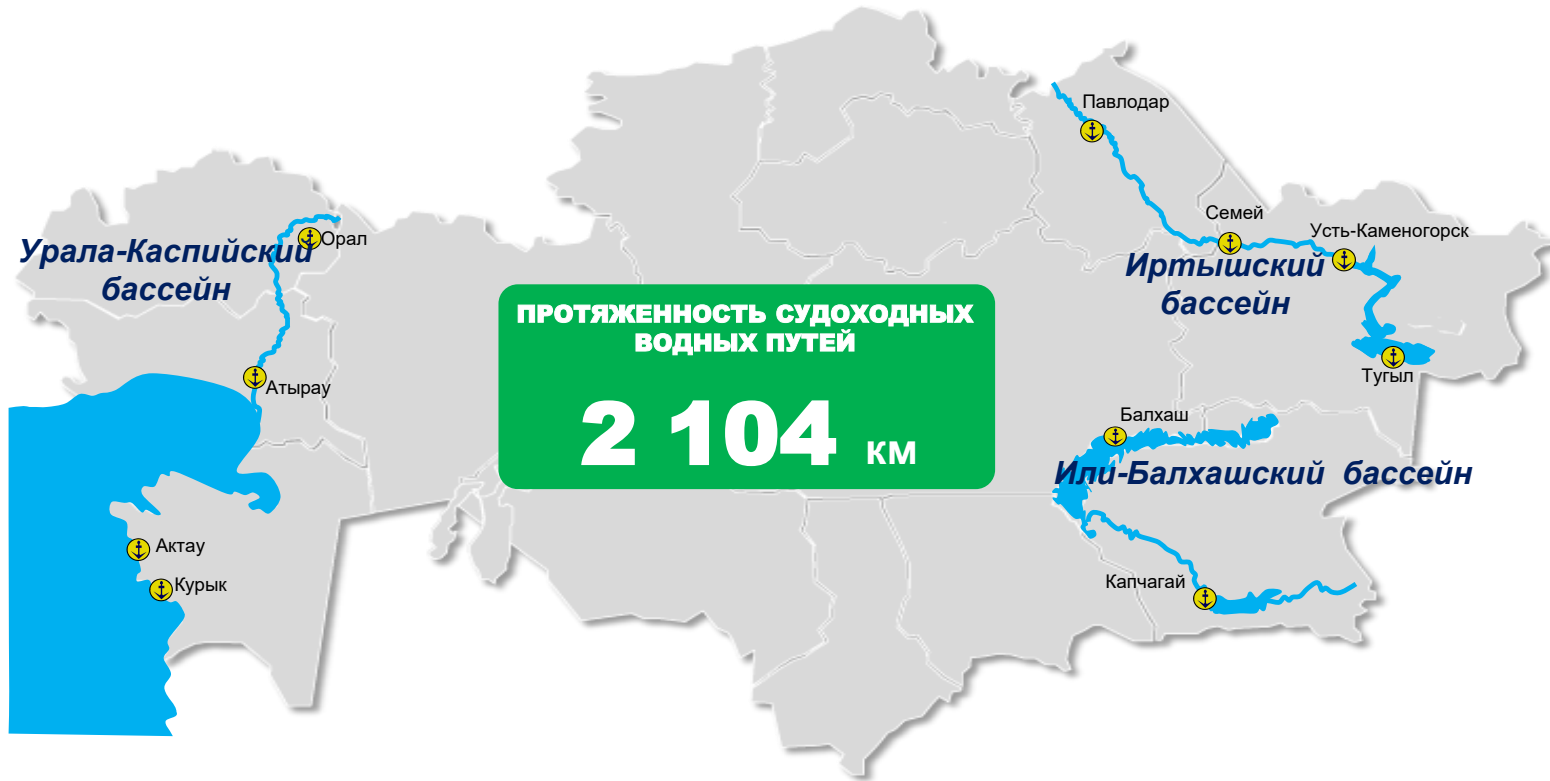 Павлодар
Семей
Усть-Каменогорск
Орал
Урала-Каспийский
бассейн
Иртышский
бассейн
ПРОТЯЖЕННОСТЬ СУДОХОДНЫХ
ВОДНЫХ ПУТЕЙ
2 104 км
Тугыл
Атырау
Балхаш
Или-Балхашский бассейн
Актау
Курык
Капчагай